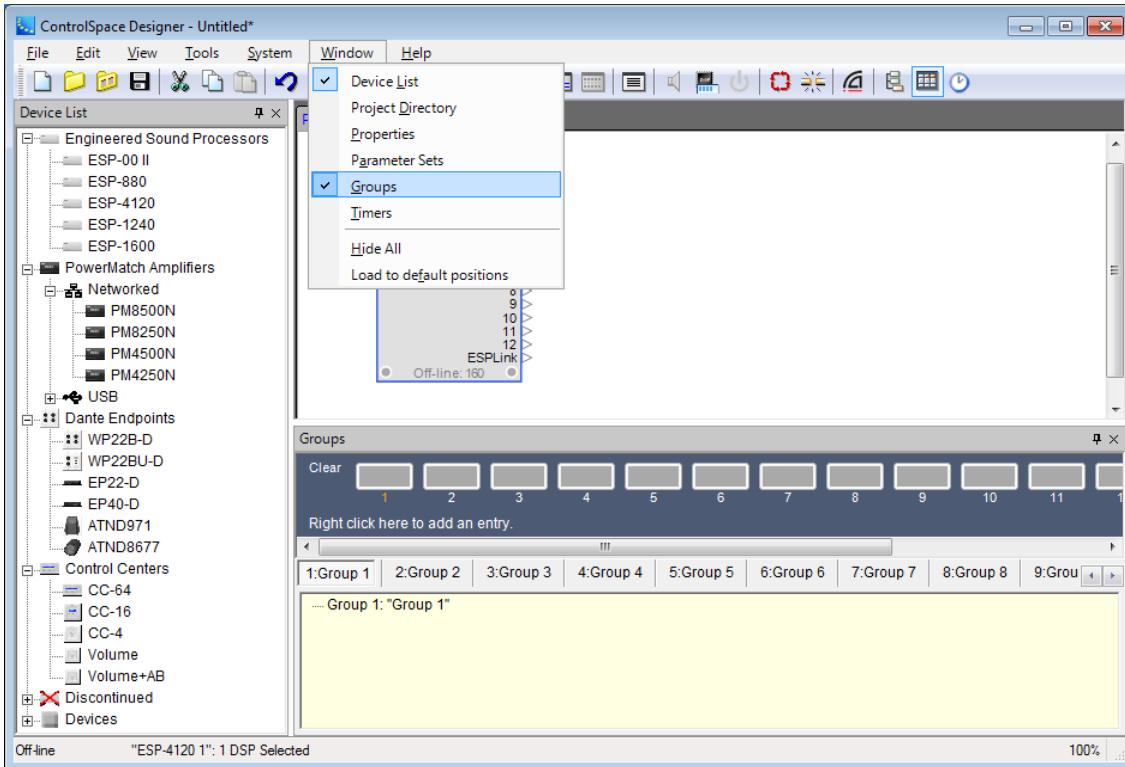 ControlSpace Designer - Untitled*
File Edit View Tools System Window Help
Device List
Engineered Sound Processors
ESP-00 II
ESP-880
ESP-4120
ESP-1240
ESP-1600
PowerMatch Amplifiers
Networked
PM8500N
PM8250N
PM4500N
PM4250N
USB
Dante Endpoints
WP22B-D
WP22BU-D
EP22-D
EP40-D
ATND971
ATND8677
Control Centers
CC-64
CC-16
CC-4
Volume
Volume+AB
Discontinued
Devices
Device List
Project Directory
Properties
Parameter Sets
Groups
Timers
Hide All
Load to default positions
9
10
11
12
ESPLink
Off-line: 160
Groups
Clear
1 2 3 4 5 6 7 8 9 10 11
Right click here to add an entry.
1:Group 1 2:Group 2 3:Group 3 4:Group 4 5:Group 5 6:Group 6 7:Group 7 8:Group 8 9:Grou
Group 1: "Group 1"
Off-line "ESP-4120 1": 1 DSP Selected 100%